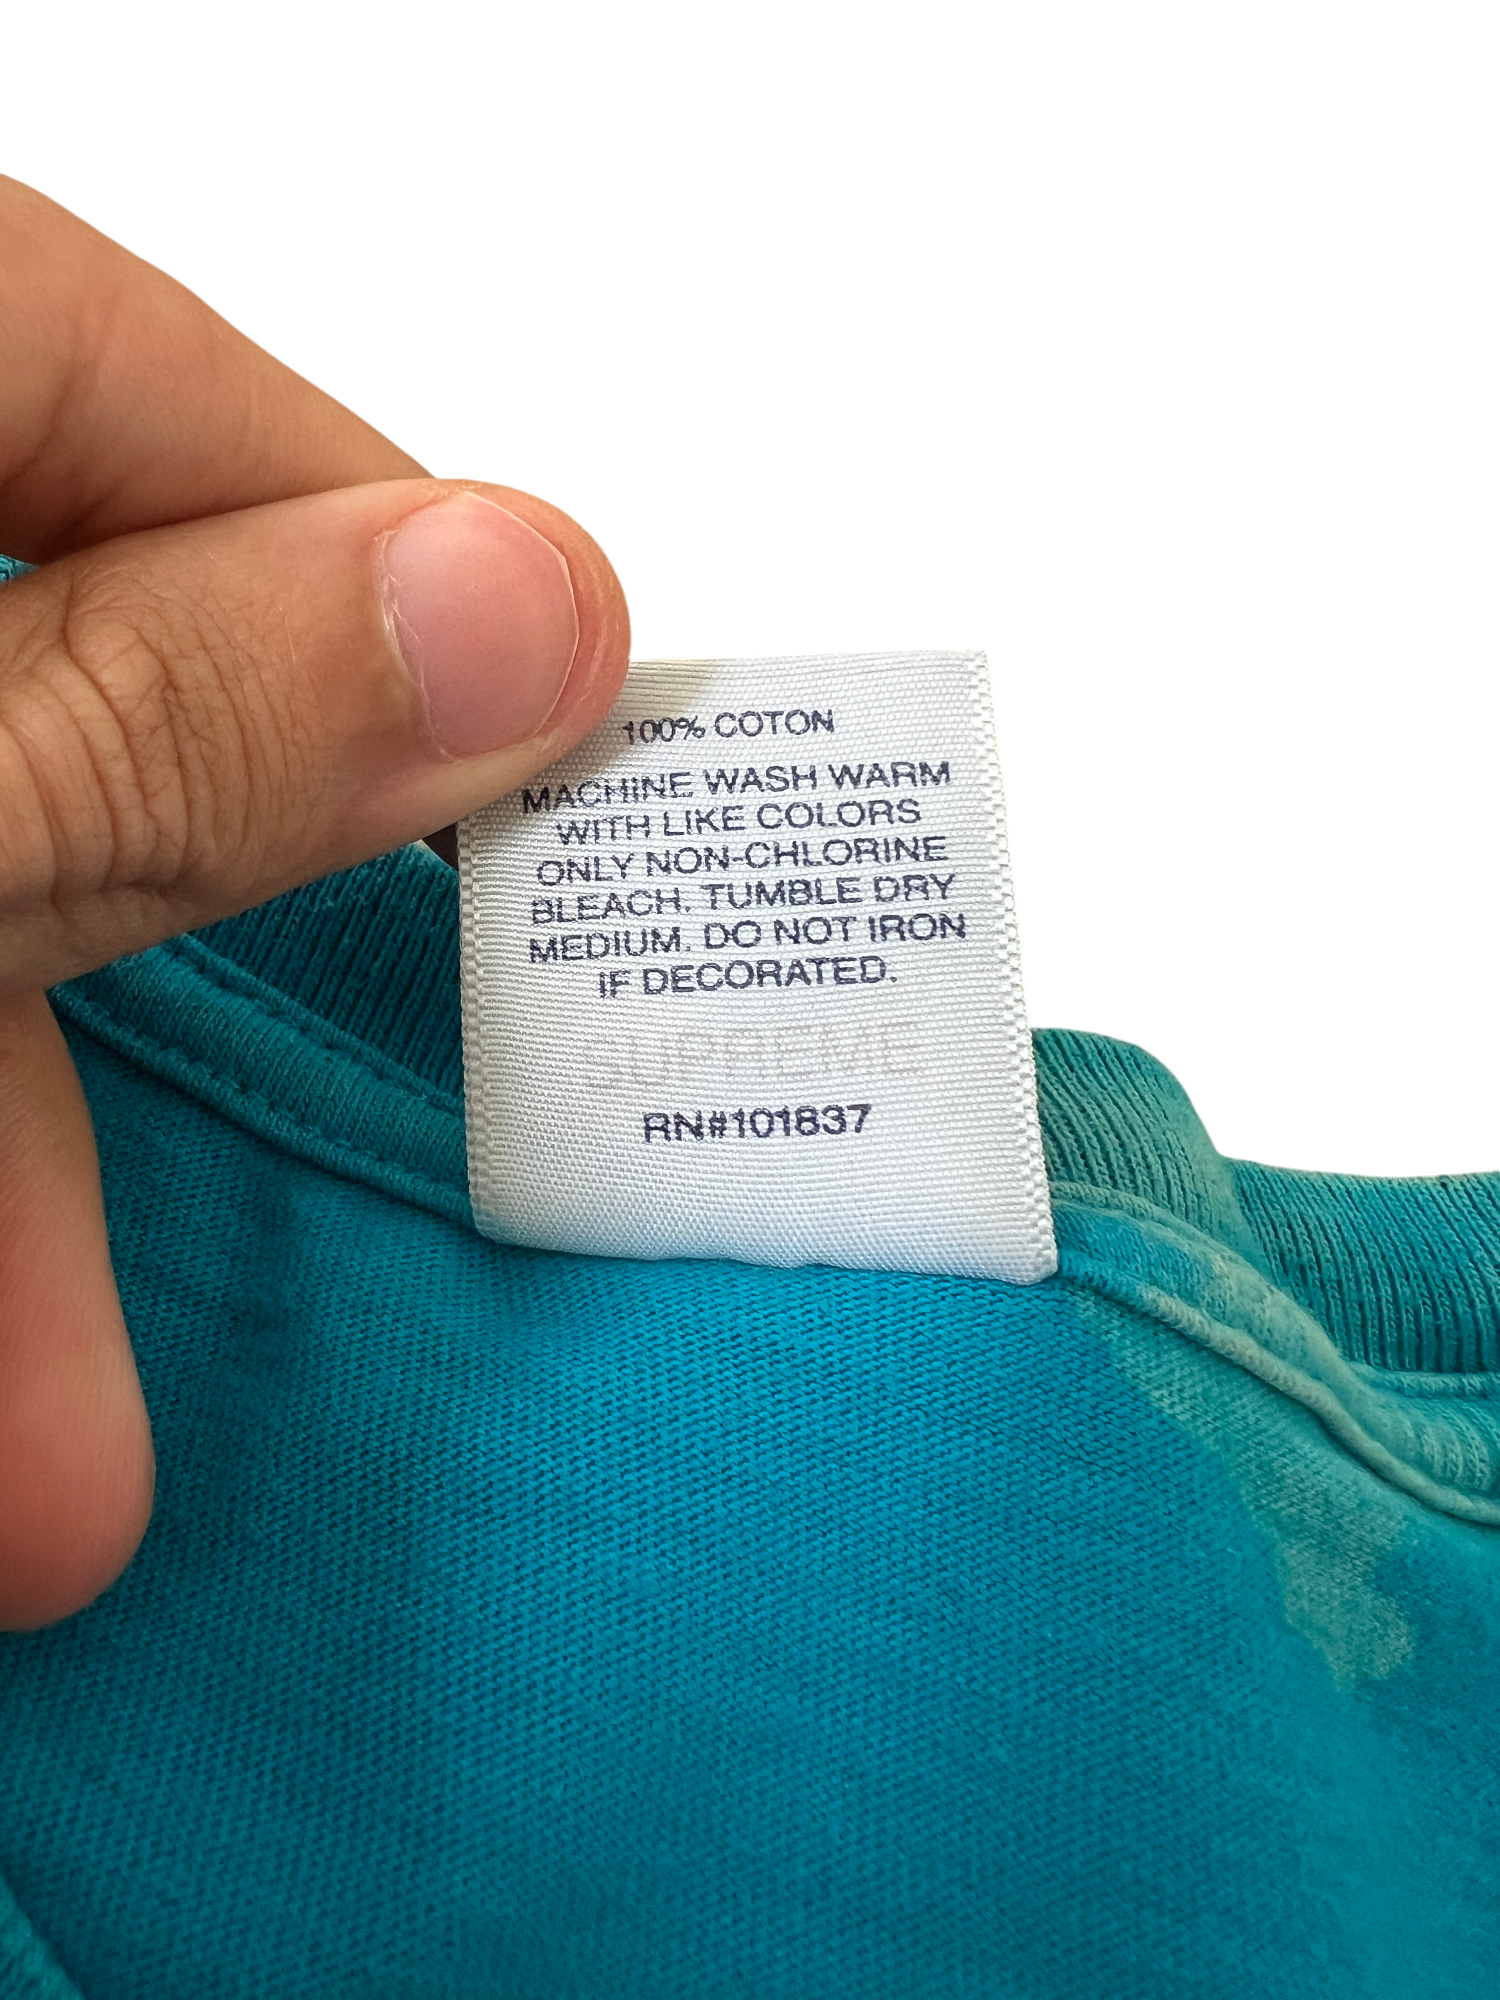 100% COTON
MACHINE WASH WARM
WITH LIKE COLORS
ONLY NON-CHLORINE
BLEACH. TUMBLE DRY
MEDIUM. DO NOT IRON
IF DECORATED.
SUPREME
RN#101837